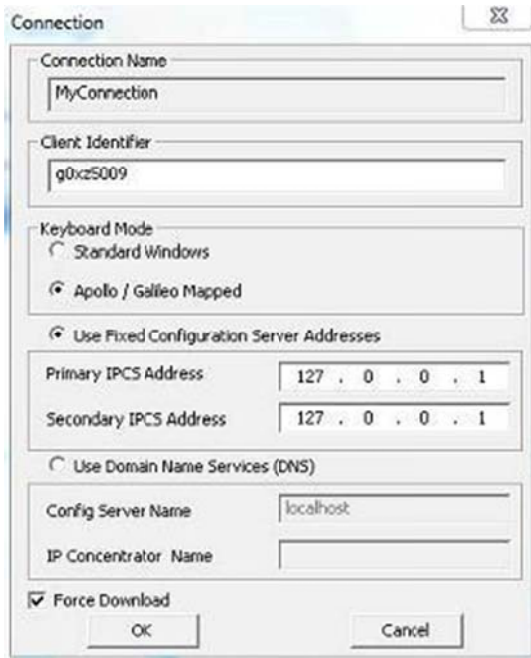 Connection
Connection Name
MyConnection
Client Identifier
g0xz5009
Keyboard Mode
Standard Windows
Apollo / Galileo Mapped
Use Fixed Configuration Server Addresses
Primary IPCS Address 127 . 0 . 0 . 1
Secondary IPCS Address 127 . 0 . 0 . 1
Use Domain Name Services (DNS)
Config Server Name localhost
IP Concentrator Name
Force Download
OK Cancel